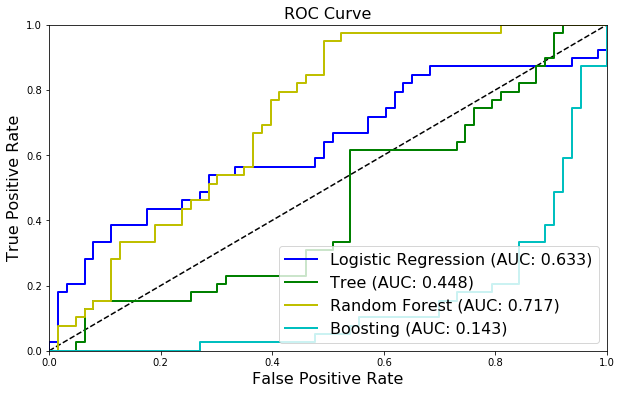 ROC Curve
1.0
0.8
0.6
0.4
0.2
0.0
True Positive Rate
Logistic Regression (AUC: 0.633)
Tree (AUC: 0.448)
Random Forest (AUC: 0.717)
Boosting (AUC: 0.143)
0.0 0.2 0.4 0.6 0.8 1.0
False Positive Rate